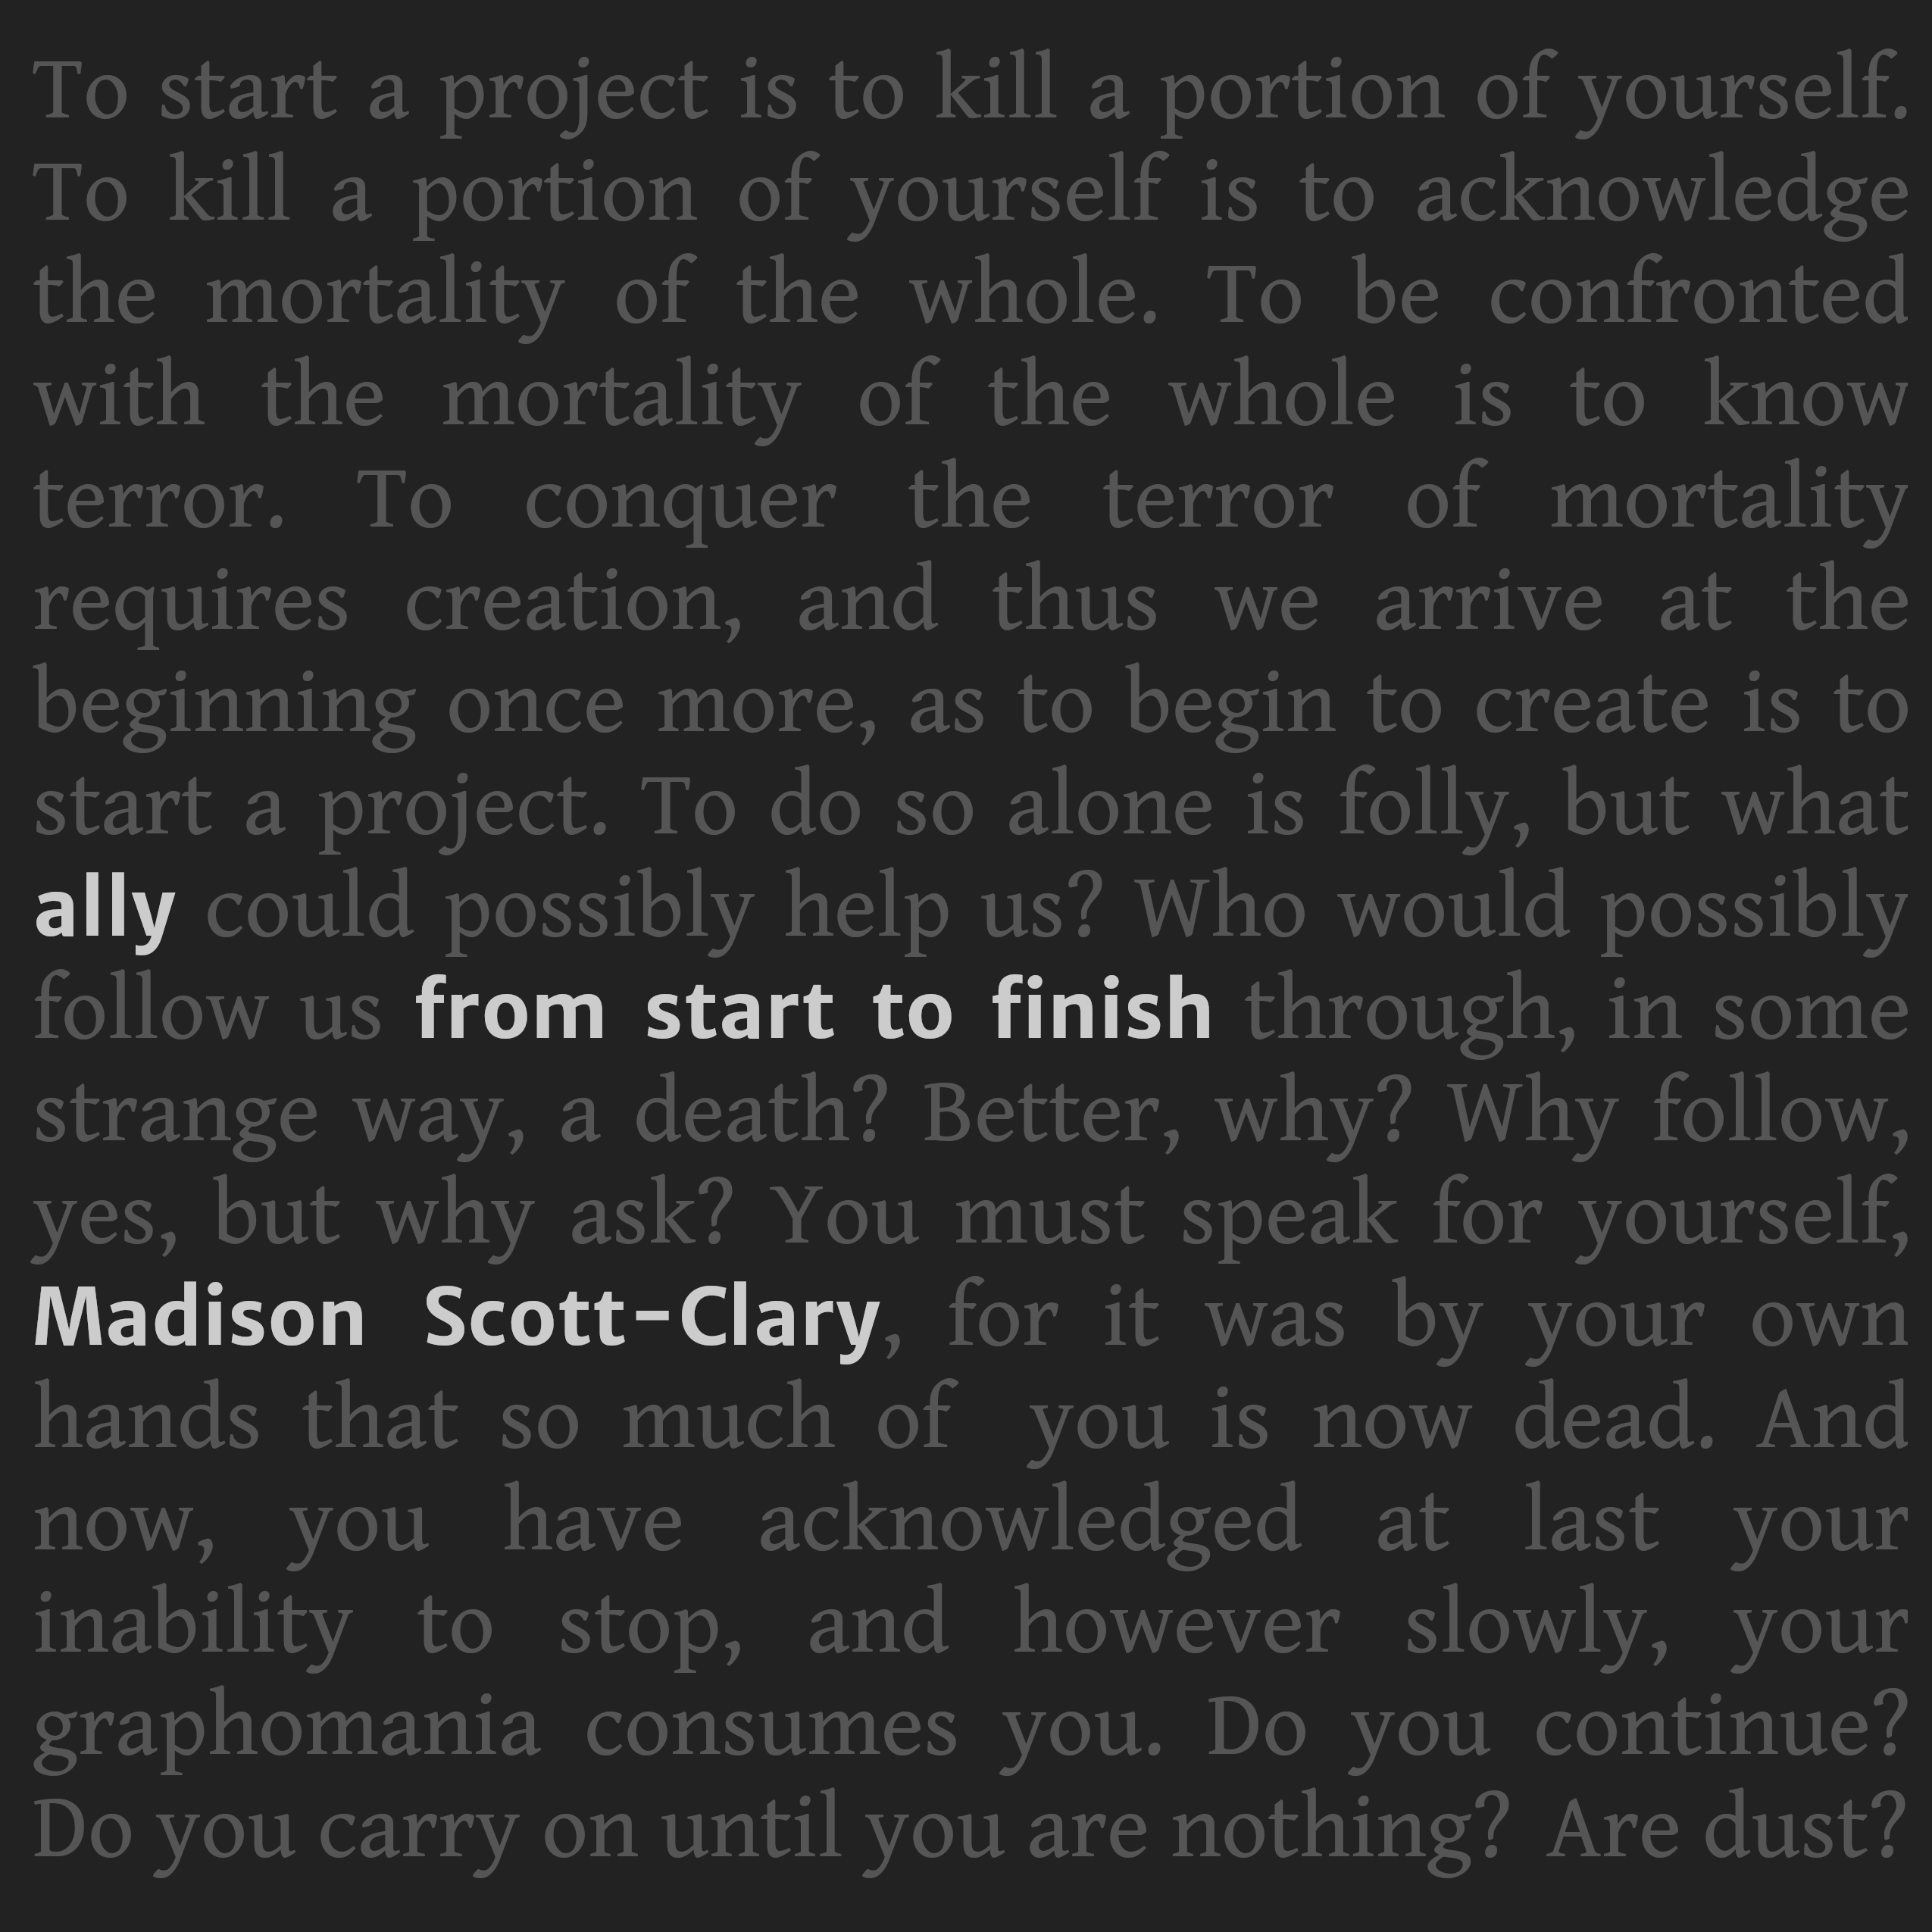 To start a project is to kill a portion of yourself.
To kill a portion of yourself is to acknowledge
the mortality of the whole. To be confronted
with the mortality of the whole is to know
terror. To conquer the terror of mortality
requires creation, and thus we arrive at the
beginning once more, as to begin to create is to
start a project. To do so alone is folly, but what
ally could possibly help us? Who would possibly
follow us from start to finish through, in some
strange way, a death? Better, why? Why follow,
yes, but why ask? You must speak for yourself,
Madison Scott-Clary, for it was by your own
hands that so much of you is now dead. And
now, you have acknowledged at last your
inability to stop, and however slowly, your
graphomania consumes you. Do you continue?
Do you carry on until you are nothing? Are dust?